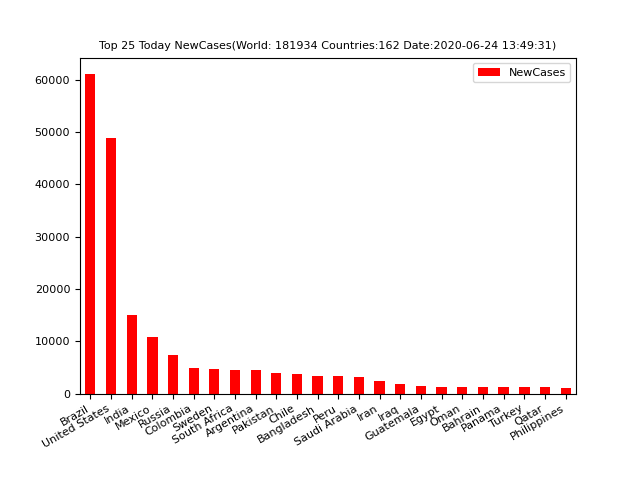 Top 25 Today NewCases(World: 181934 Countries:162 Date:2020-06-24 13:49:31)
NewCases
60000
50000
40000
30000
20000
10000
0
Brazil
United States
India
Mexico
Russia
Colombia
Sweden
South Africa
Argentina
Pakistan
Chile
Bangladesh
Peru
Saudi Arabia
Iran
Iraq
Guatemala
Egypt
Oman
Bahrain
Panama
Turkey
Qatar
Philippines